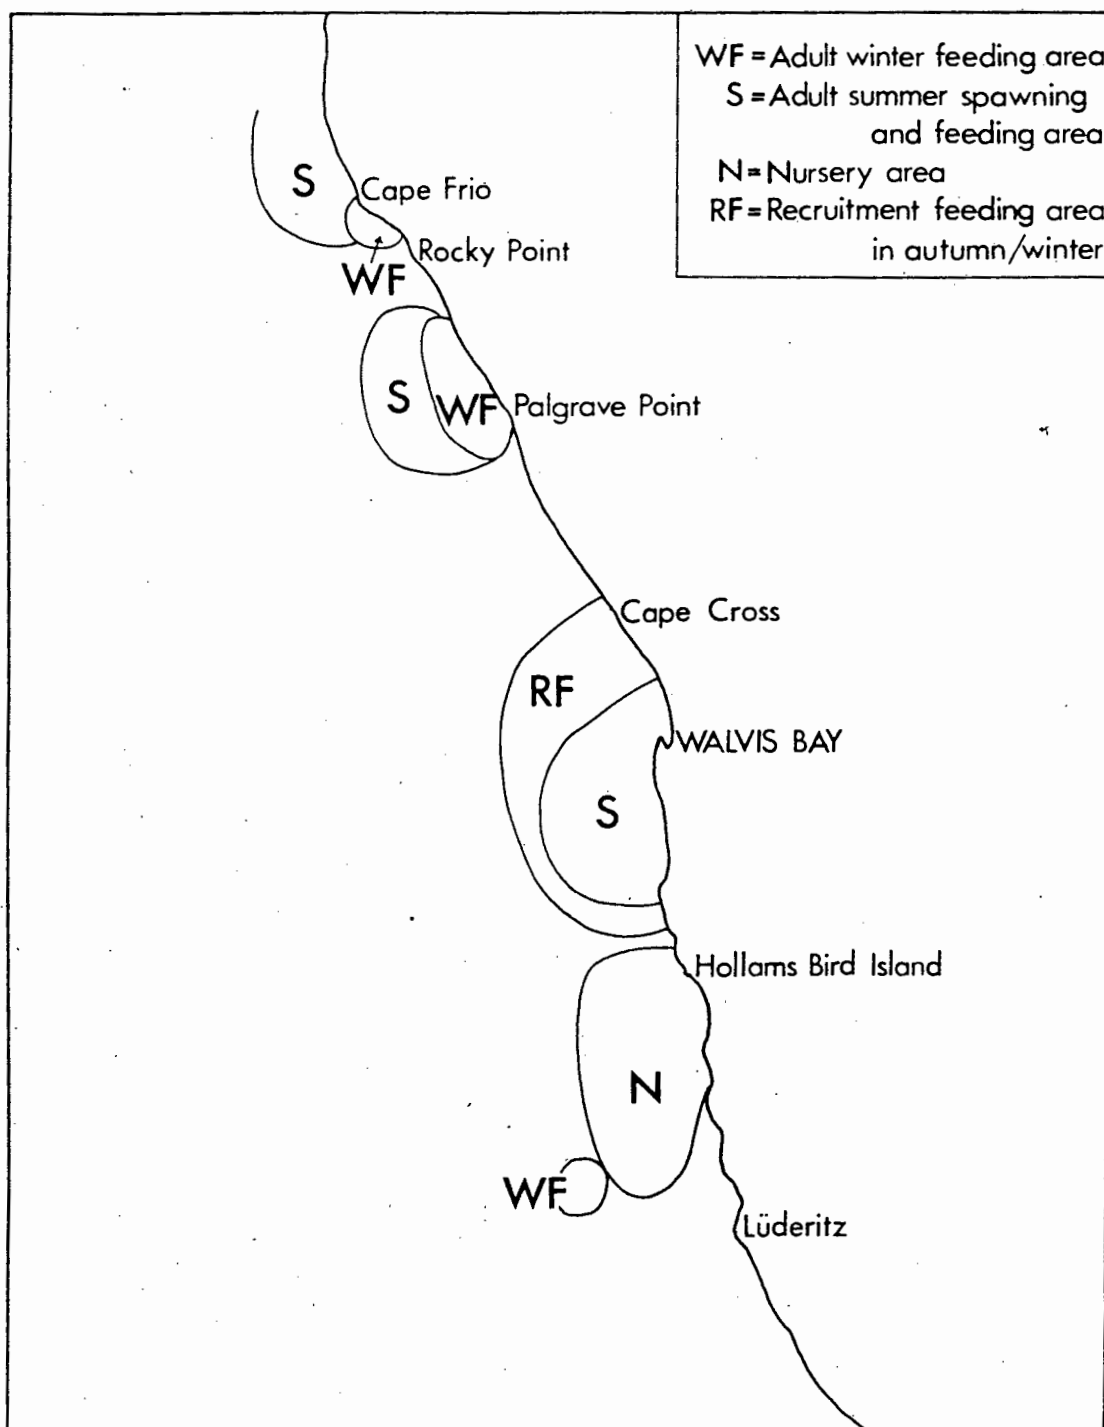 WF = Adult winter feeding area
S = Adult summer spawning
and feeding area
N = Nursery area
RF = Recruitment feeding area
in autumn/winter
S
Cape Frio
Rocky Point
WF
S
WF
Palgrave Point
Cape Cross
RF
WALVIS BAY
S
Hollams Bird Island
N
WF
Lüderitz